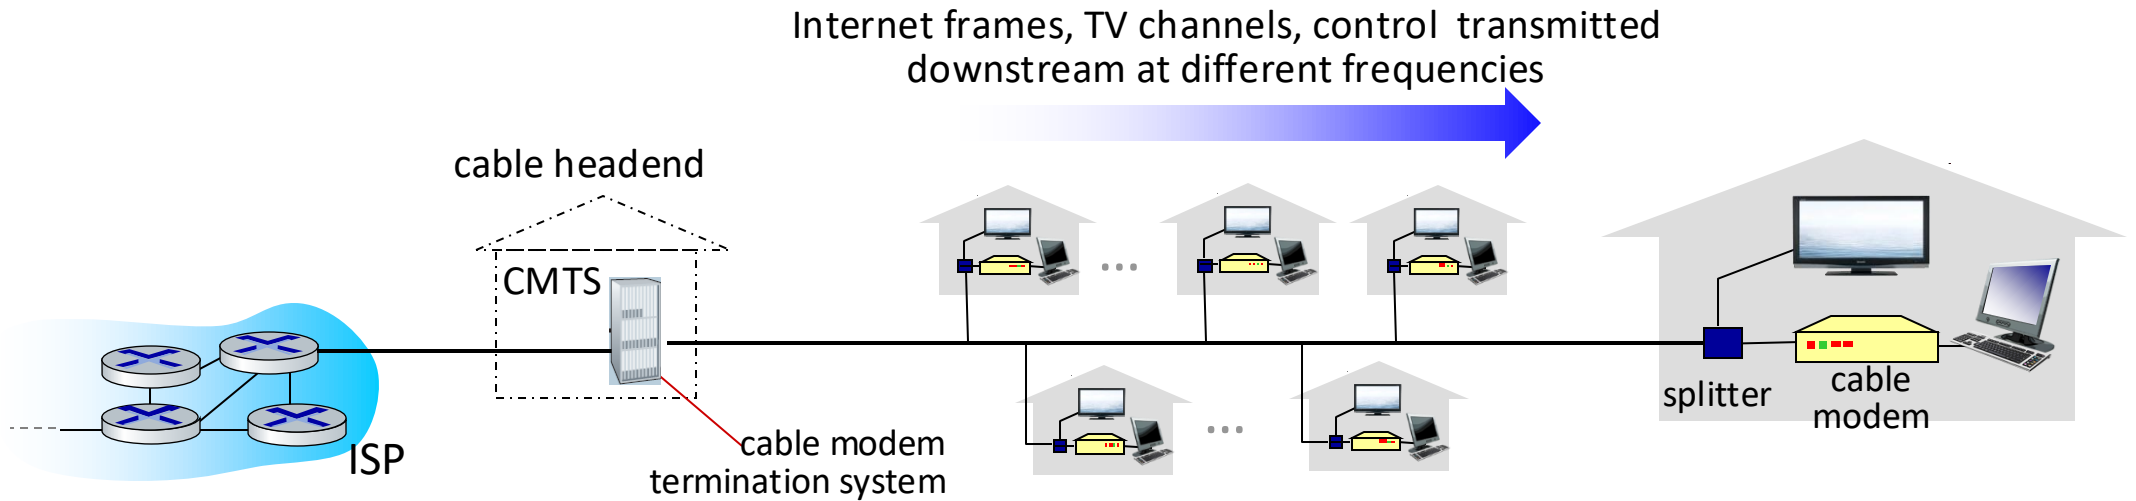 Internet frames, TV channels, control  transmitted
downstream at different frequencies
cable headend
CMTS
ISP
cable modem
termination system
splitter
cable
modem